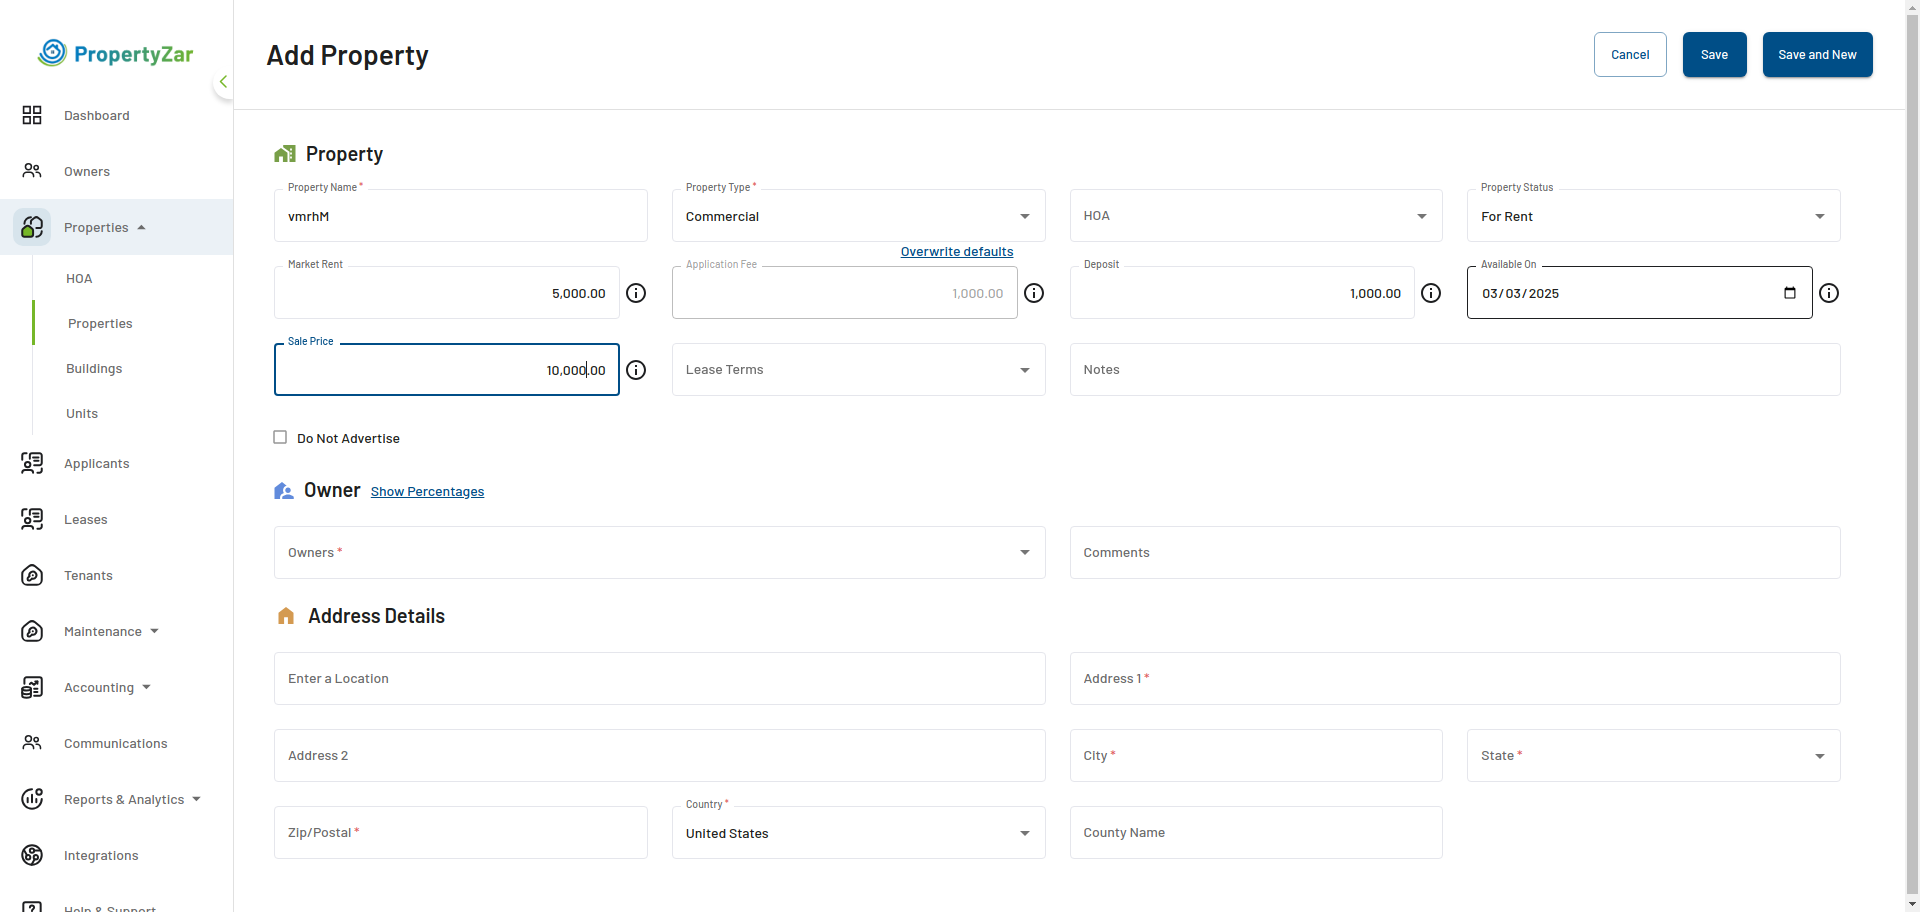 PropertyZar
Add Property
Cancel
Save
Save and New
Dashboard
Owners
Properties
HOA
Properties
Buildings
Units
Applicants
Leases
Tenants
Maintenance
Accounting
Communications
Reports & Analytics
Integrations
Help & Support
Property
Property Name *
vmrhM
Property Type *
Commercial
HOA
Property Status
For Rent
Overwrite defaults
Market Rent
5,000.00
Application Fee
1,000.00
Deposit
1,000.00
Available On
03/03/2025
Sale Price
10,000.00
Lease Terms
Notes
Do Not Advertise
Owner
Show Percentages
Owners *
Comments
Address Details
Enter a Location
Address 1 *
Address 2
City *
State *
Zip/Postal *
Country *
United States
County Name